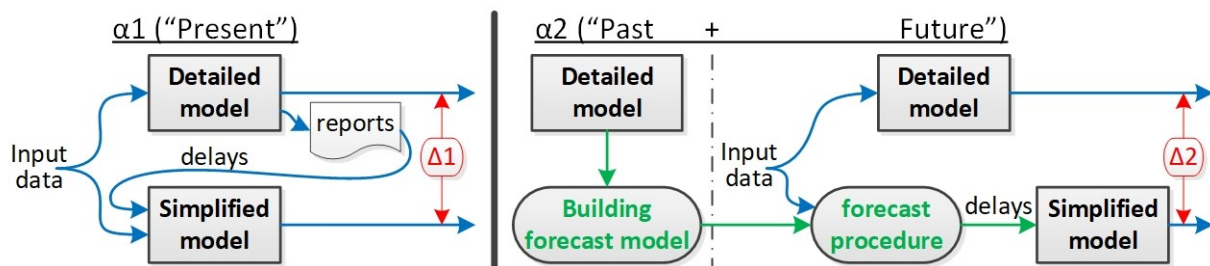 α1 (“Present”)
Detailed
model
reports
delays
Input
data
Δ1
Simplified
model
α2 (“Past + Future”)
Detailed
model
Building
forecast model
Detailed
model
Input
data
Δ2
forecast
procedure
delays
Simplified
model